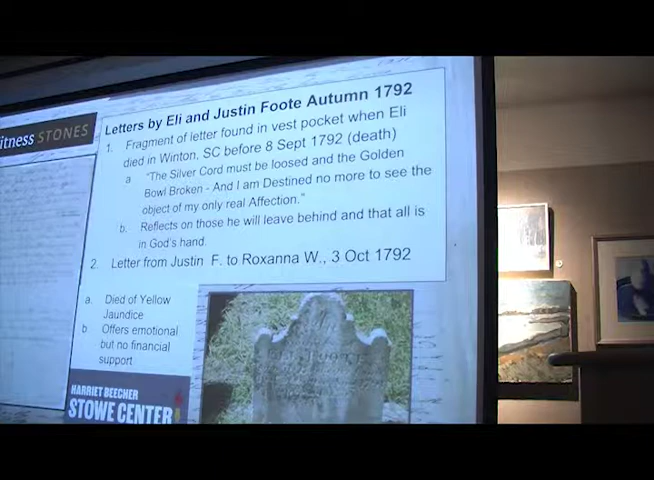 itness STONES
Letters by Eli and Justin Foote Autumn 1792
1. Fragment of letter found in vest pocket when Eli
died in Winton, SC before 8 Sept 1792 (death)
a "The Silver Cord must be loosed and the Golden
Bowl Broken - And I am Destined no more to see the
object of my only real Affection."
b. Reflects on those he will leave behind and that all is
in God's hand.
2. Letter from Justin F. to Roxanna W., 3 Oct 1792
a. Died of Yellow
Jaundice
b Offers emotional
but no financial
support.
HARRIET BEECHER
STOWE CENTER